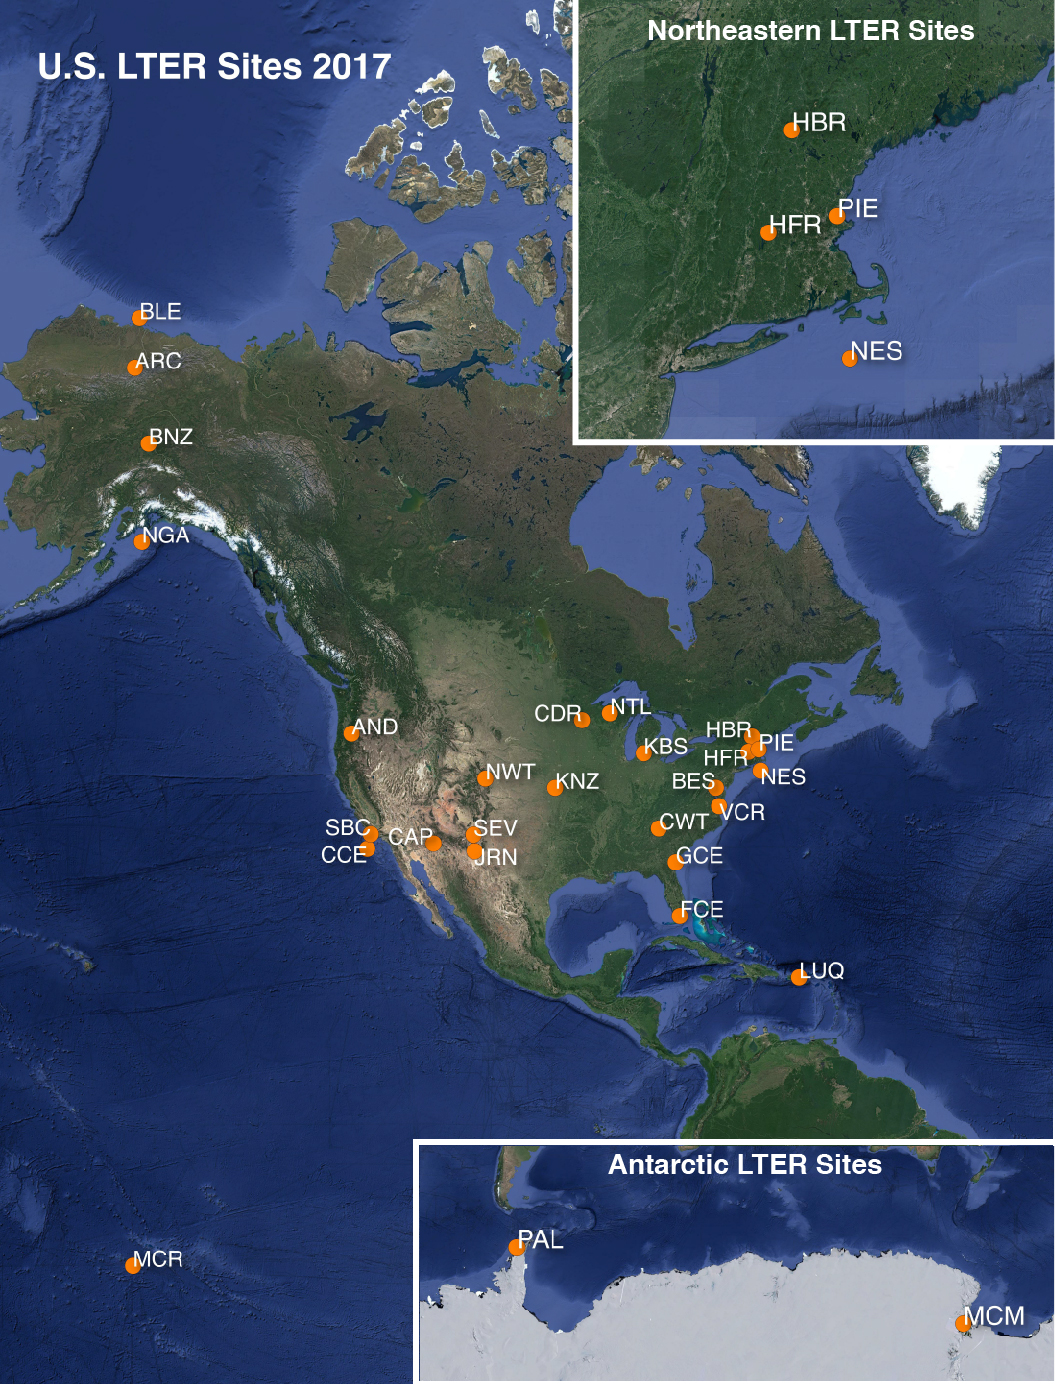 Northeastern LTER Sites
U.S. LTER Sites 2017
HBR
PIE
HFR
BLE
NES
ARC
BNZ
NGA
NTL
CDR
AND
HBR
PIE
KBS
HFR
NWT
NES
KNZ
BES
VCR
CWT
SBC
SEV
CAP
CCE
JRN
GCE
FCE
LUQ
Antarctic LTER Sites
PAL
MCR
MCM